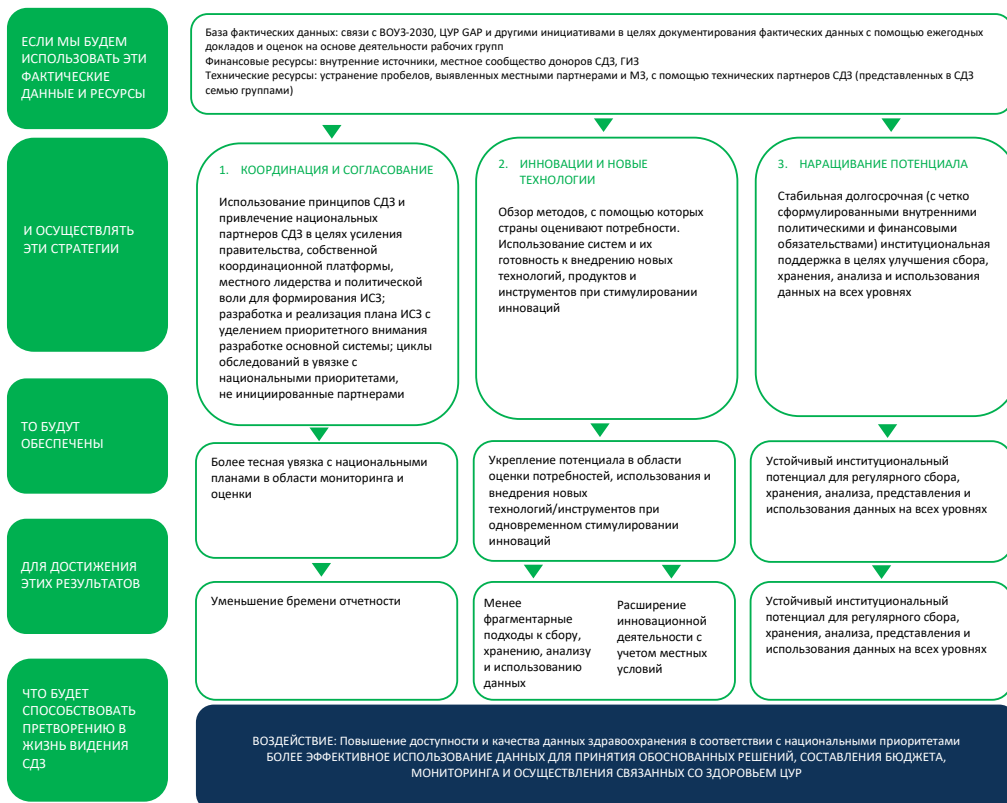 ЕСЛИ МЫ БУДЕМ
ИСПОЛЬЗОВАТЬ ЭТИ
ФАКТИЧЕСКИЕ
ДАННЫЕ И РЕСУРСЫ
База фактических данных: связи с ВОУЗ-2030, ЦУР GAP и другими инициативами в целях документирования фактических данных с помощью ежегодных
докладов и оценок на основе деятельности рабочих групп
Финансовые ресурсы: внутренние источники, местное сообщество доноров СДЗ, ГИЗ
Технические ресурсы: устранение пробелов, выявленных местными партнерами и МЗ, с помощью технических партнеров СДЗ (представленных в СДЗ
семью группами)
И ОСУЩЕСТВЛЯТЬ
ЭТИ СТРАТЕГИИ
1. КООРДИНАЦИЯ И СОГЛАСОВАНИЕ
Использование принципов СДЗ и
привлечение национальных
партнеров СДЗ в целях усиления
правительства, собственной
координационной платформы,
местного лидерства и политической
воли для формирования ИСЗ;
разработка и реализация плана ИСЗ с
уделением приоритетного внимания
разработке основной системы; циклы
обследований в увязке с
национальными приоритетами,
не инициированные партнерами
2. ИННОВАЦИИ И НОВЫЕ
ТЕХНОЛОГИИ
Обзор методов, с помощью которых
страны оценивают потребности.
Использование систем и их
готовность к внедрению новых
технологий, продуктов и
инструментов при стимулировании
инноваций
3. НАРАЩИВАНИЕ ПОТЕНЦИАЛА
Стабильная долгосрочная (с четко
сформулированными внутренними
политическими и финансовыми
обязательствами) институциональная
поддержка в целях улучшения сбора,
хранения, анализа и использования
данных на всех уровнях
ТО БУДУТ
ОБЕСПЕЧЕНЫ
Более тесная увязка с национальными
планами в области мониторинга и
оценки
Укрепление потенциала в области
оценки потребностей, использования и
внедрения новых
технологий/инструментов при
одновременном стимулировании
инноваций
Устойчивый институциональный
потенциал для регулярного сбора,
хранения, анализа, представления и
использования данных на всех уровнях
ДЛЯ ДОСТИЖЕНИЯ
ЭТИХ РЕЗУЛЬТАТОВ
Уменьшение бремени отчетности
Менее
фрагментарные
подходы к сбору,
хранению, анализу
и использованию
данных
Расширение
инновационной
деятельности с
учетом местных
условий
Устойчивый институциональный
потенциал для регулярного сбора,
хранения, анализа, представления и
использования данных на всех уровнях
ЧТО БУДЕТ
СПОСОБСТВОВАТЬ
ПРЕТВОРЕНИЮ В
ЖИЗНЬ ВИДЕНИЯ
СДЗ
ВОЗДЕЙСТВИЕ: Повышение доступности и качества данных здравоохранения в соответствии с национальными приоритетами
БОЛЕЕ ЭФФЕКТИВНОЕ ИСПОЛЬЗОВАНИЕ ДАННЫХ ДЛЯ ПРИНЯТИЯ ОБОСНОВАННЫХ РЕШЕНИЙ, СОСТАВЛЕНИЯ БЮДЖЕТА,
МОНИТОРИНГА И ОСУЩЕСТВЛЕНИЯ СВЯЗАННЫХ СО ЗДОРОВЬЕМ ЦУР